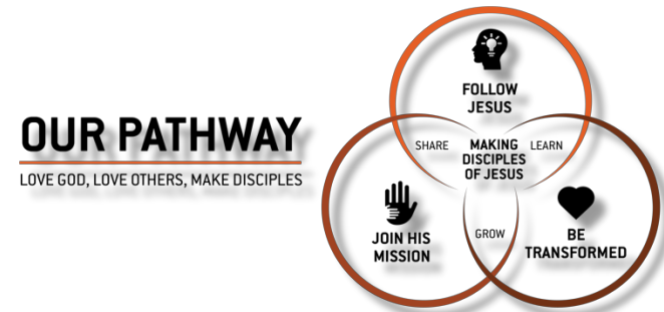 OUR PATHWAY
LOVE GOD, LOVE OTHERS, MAKE DISCIPLES
FOLLOW
JESUS
SHARE
MAKING
DISCIPLES
OF JESUS
LEARN
JOIN HIS
MISSION
GROW
BE
TRANSFORMED